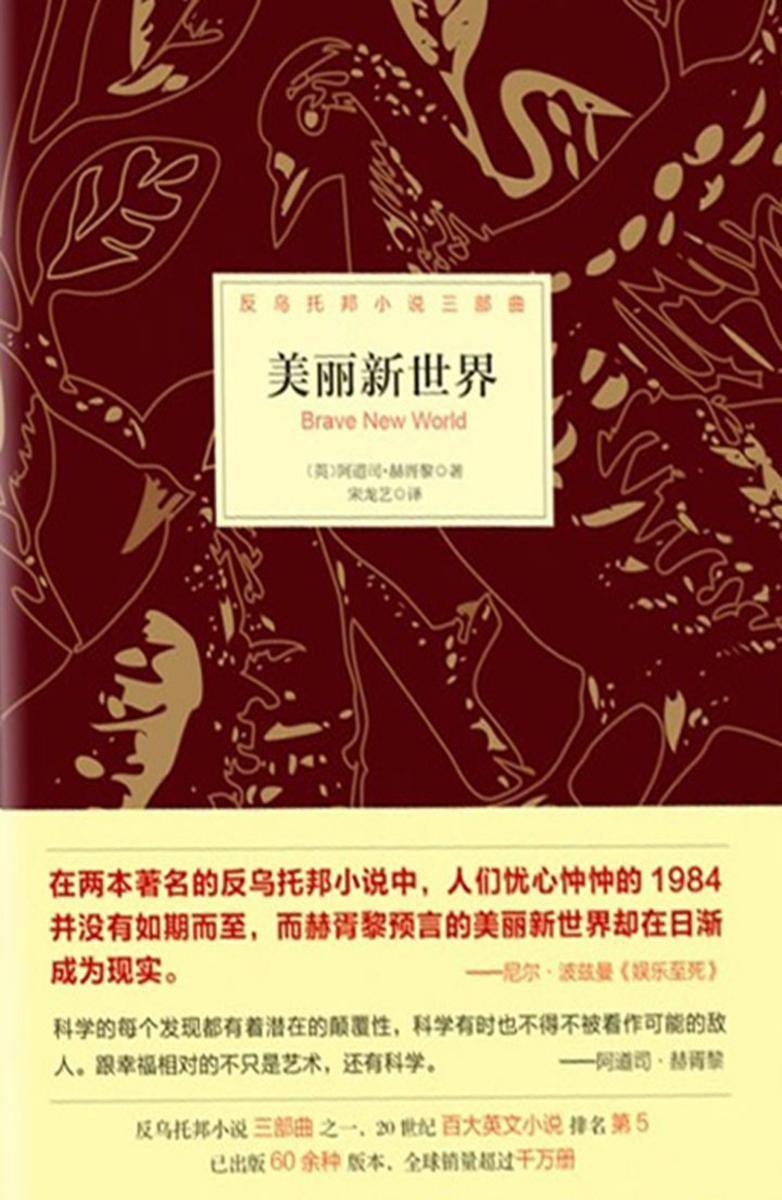 反乌托邦小说三部曲
美丽新世界
Brave New World
（英）阿道司·赫胥黎◎著
宋龙艺◎译
在两本著名的反乌托邦小说中，人们忧心忡忡的 1984
并没有如期而至，而赫胥黎预言的美丽新世界却在日渐
成为现实。 ——尼尔·波兹曼《娱乐至死》
科学的每个发现都有着潜在的颠覆性，科学有时也不得不被看作可能的敌
人。跟幸福相对的不只是艺术，还有科学。 ——阿道司·赫胥黎
反乌托邦小说 三部曲 之一、20 世纪 百大英文小说 排名 第 5
已出版 60 余种 版本、全球销量超过千万册